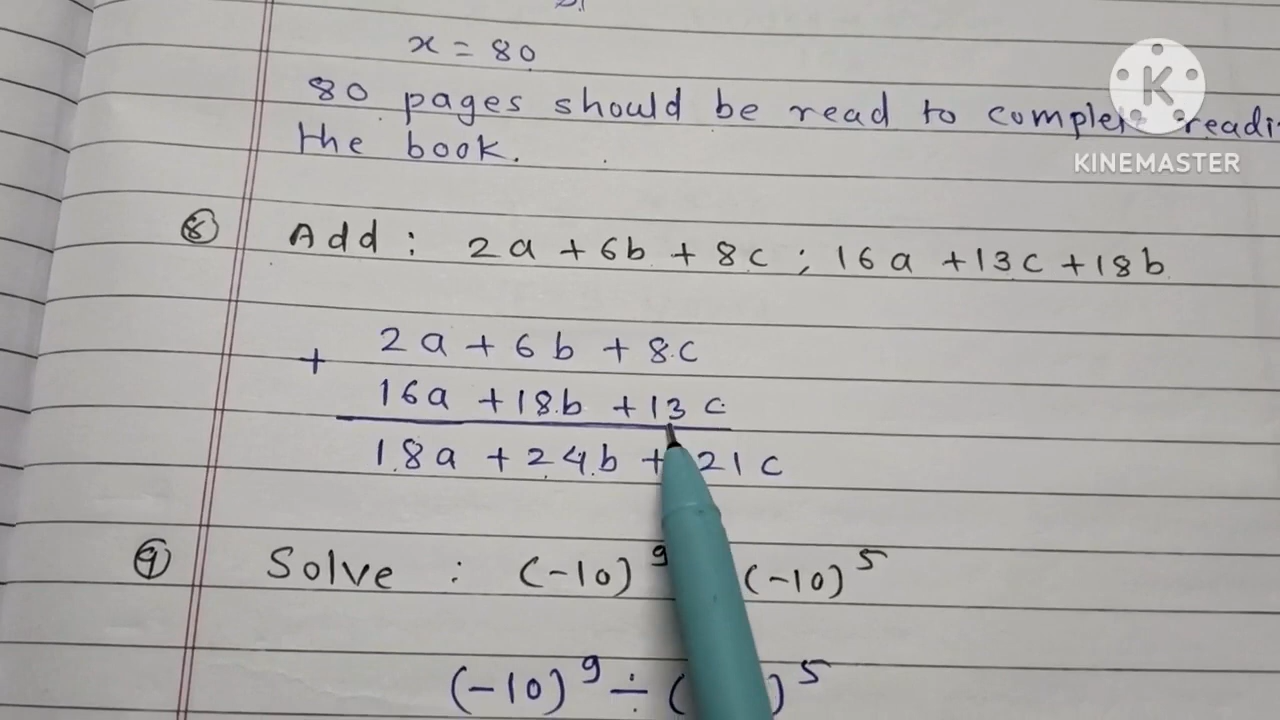 x = 80
80 pages should be read to complete
the book.
K
KINEMASTER
⑧ Add : 2a + 6b + 8c ; 16a + 13c + 18b
2a + 6b + 8c
+
16a + 18b + 13c
18a + 24b + 21c
⑨ Solve : (-10)⁹ (-10)⁵
(-10)⁹ ÷ ( )⁵